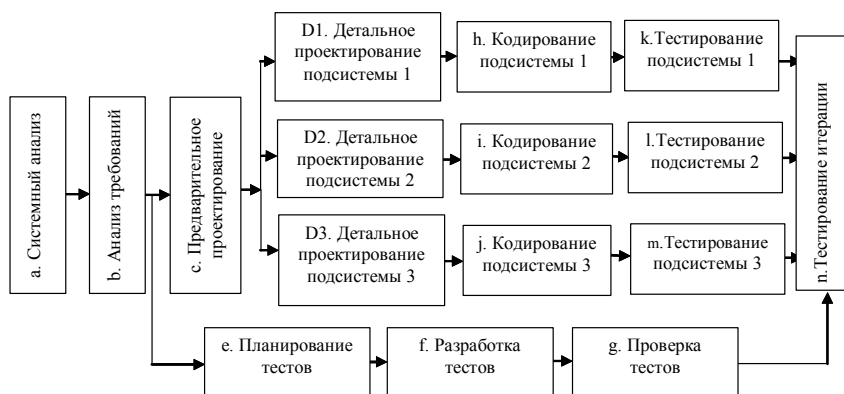 a. Системный анализ
b. Анализ требований
c. Предварительное
проектирование
D1. Детальное
проектирование
подсистемы 1
h. Кодирование
подсистемы 1
k.Тестирование
подсистемы 1
D2. Детальное
проектирование
подсистемы 2
i. Кодирование
подсистемы 2
l.Тестирование
подсистемы 2
D3. Детальное
проектирование
подсистемы 3
j. Кодирование
подсистемы 3
m.Тестирование
подсистемы 3
n.Тестирование итерации
e. Планирование
тестов
f. Разработка
тестов
g. Проверка
тестов